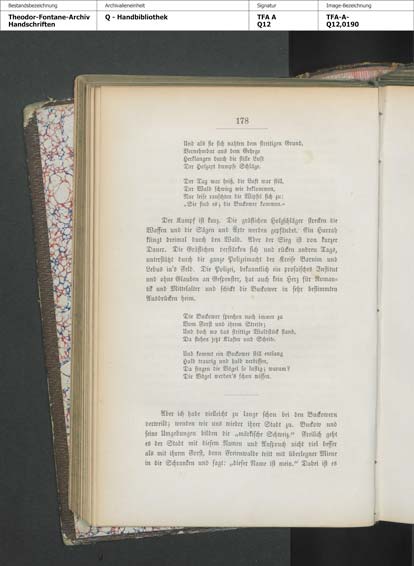 Bestandsbezeichnung
Archivalieneinheit
Signatur
Image-Bezeichnung
Theodor-Fontane-Archiv
Handschriften
Q - Handbibliothek
TFA A
Q12
TFA-A-
Q12,0190
178
Und als sie sich nahten dem streitigen Grund,
Vernehmbar aus dem Gehege
Herklangen durch die stille Luft
Der Holzaxt dumpfe Schläge.
Der Tag war heiß, die Luft war still,
Der Wald schwieg wie beklommen,
Nur leise rauschten die Wipfel sich zu:
„Sie sind es; die Buckower kommen.“
Der Kampf ist kurz. Die gräflichen Holzschläger strecken die
Waffen und die Sägen und Äxte werden gepfändet. Ein Hurrah
klingt dreimal durch den Wald. Aber der Sieg ist von kurzer
Dauer. Die Gräflichen verstärken sich und rücken andern Tags,
unterstützt durch die ganze Polizeimacht der Kreise Barnim und
Lebus in's Feld. Die Polizei, bekanntlich ein prosaisches Institut
und ohne Glauben an Gespenster, hat auch kein Herz für Roman-
tik und Mittelalter und schickt die Buckower in sehr bestimmten
Ausdrücken heim.
Die Buckower sprechen noch immer zu
Vom Forst und ihrem Streite;
Und doch wo das strittige Waldstück stand,
Da stehen jetzt Klafter und Scheite.
Und kommt ein Buckower still entlang
Halb traurig und halb verbissen,
Da singen die Vögel so lustig; warum?
Die Vögel werden's schon wissen.
Aber ich habe vielleicht zu lange schon bei den Buckowern
verweilt; wenden wir uns wieder ihrer Stadt zu. Buckow und
seine Umgebungen bilden die „märkische Schweiz.“ Freilich geht
es der Stadt mit diesem Namen und Anspruch nicht viel besser
als mit ihrem Forst, denn Freienwalde tritt mit überlegner Miene
in die Schranken und sagt: „dieser Name ist mein.“ Dabei ist es